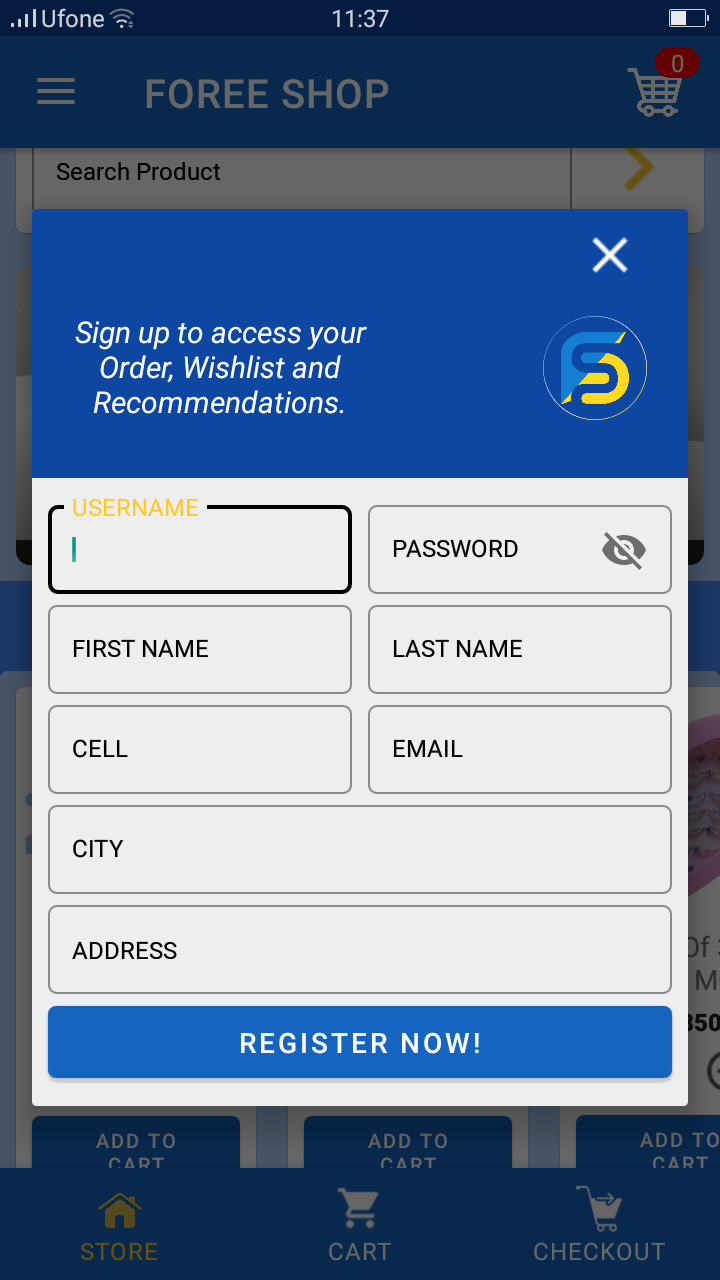 Ufone 11:37
FOREE SHOP
0
Search Product
Sign up to access your
Order, Wishlist and
Recommendations.
USERNAME
PASSWORD
FIRST NAME
LAST NAME
CELL
EMAIL
CITY
ADDRESS
Of
M
350
REGISTER NOW!
ADD TO
CART
ADD TO
CART
ADD TO
CART
STORE
CART
CHECKOUT